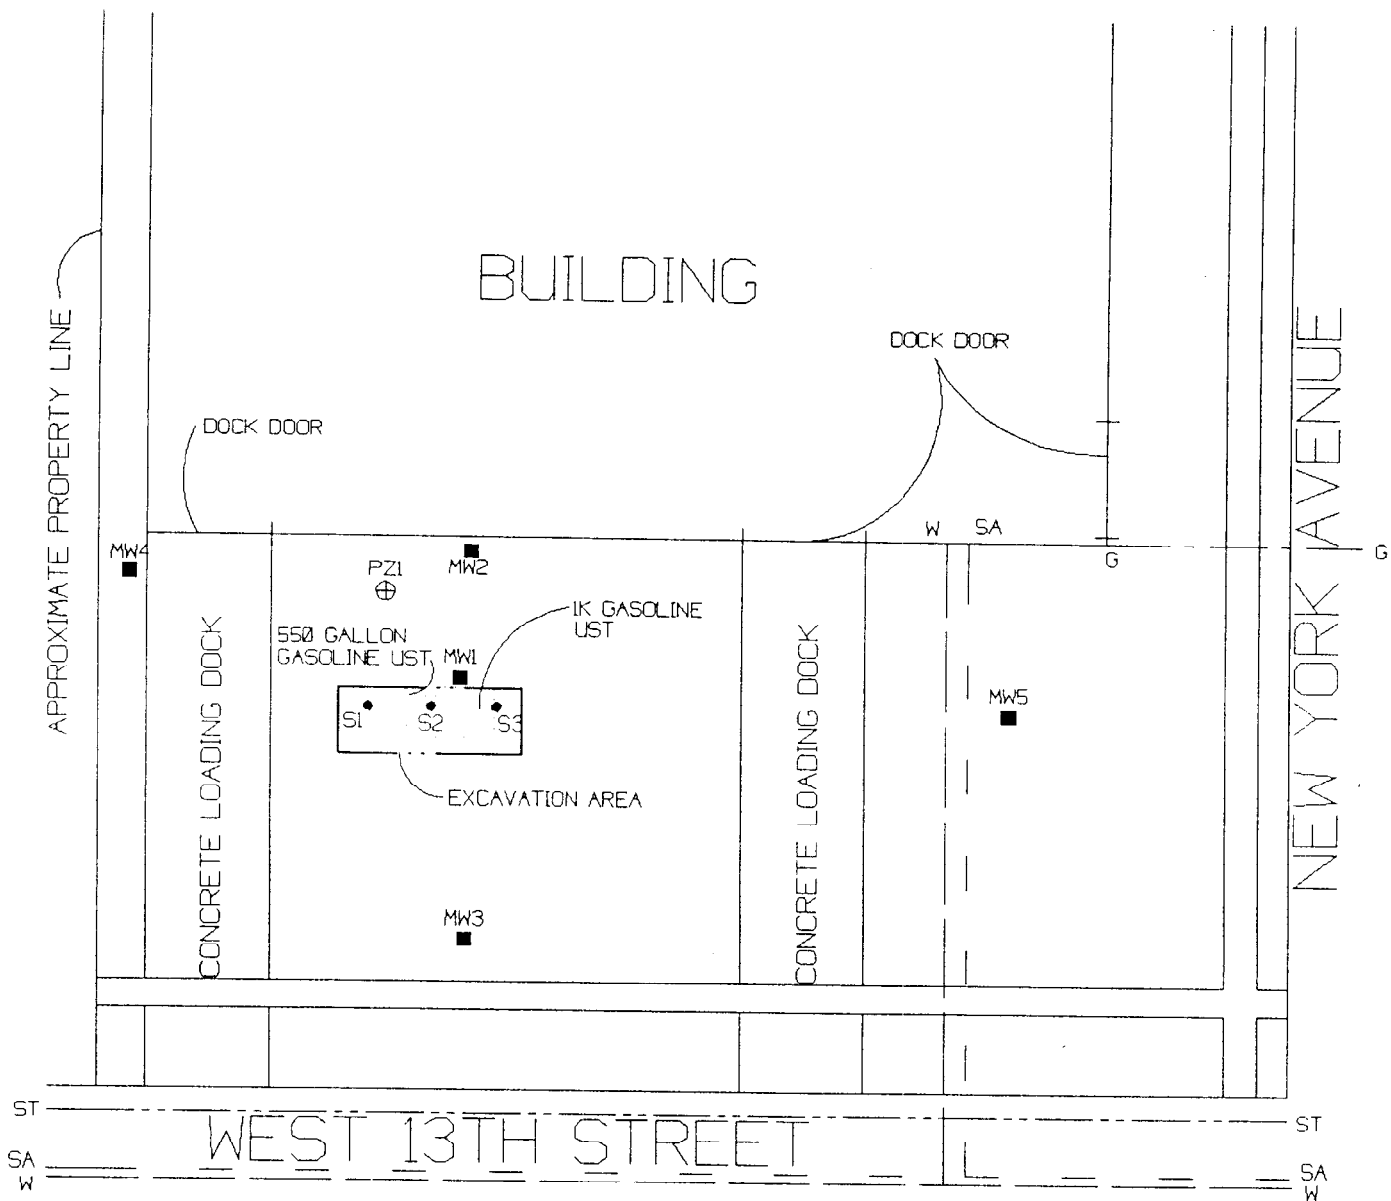 BUILDING
DOCK DOOR
APPROXIMATE PROPERTY LINE
NEW YORK AVENUE
DOCK DOOR
W SA
G
G
MW4
MW2
PZ1
1K GASOLINE
UST
550 GALLON
GASOLINE UST
MW1
S1
S2
S3
MW5
CONCRETE LOADING DOCK
CONCRETE LOADING DOCK
EXCAVATION AREA
MW3
ST
ST
WEST 13TH STREET
SA
W
SA
W